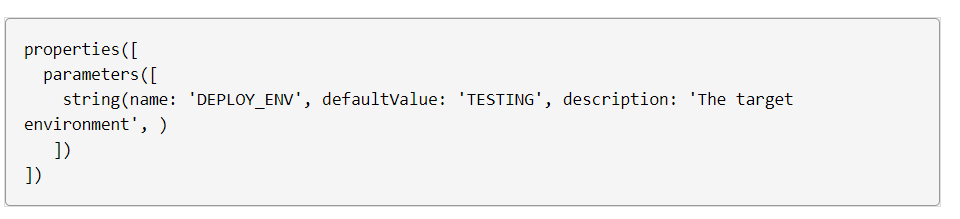 properties([
  parameters([
    string(name: 'DEPLOY_ENV', defaultValue: 'TESTING', description: 'The target
environment', )
   ])
])